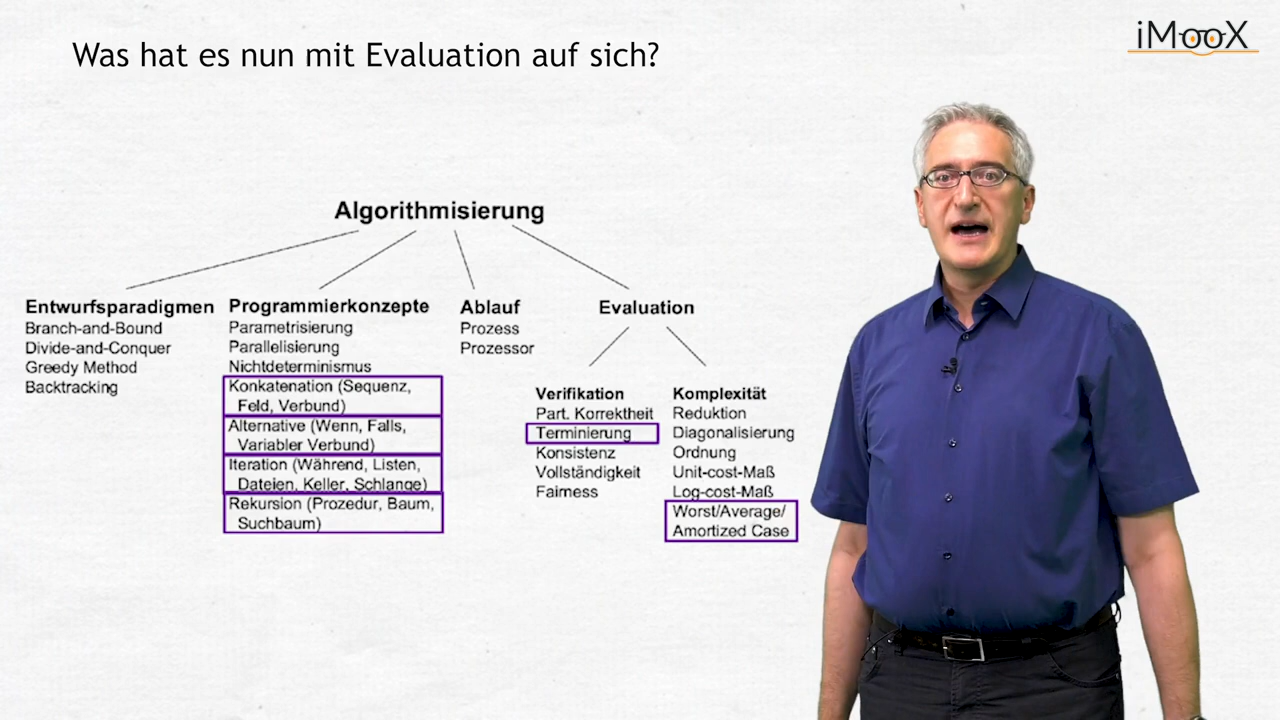 Was hat es nun mit Evaluation auf sich?
iMooX
Algorithmisierung
Entwurfsparadigmen
Branch-and-Bound
Divide-and-Conquer
Greedy Method
Backtracking
Programmierkonzepte
Parametrisierung
Parallelisierung
Nichtdeterminismus
Konkatenation (Sequenz,
Feld, Verbund)
Alternative (Wenn, Falls,
Variabler Verbund)
Iteration (Während, Listen,
Dateien, Keller, Schlange)
Rekursion (Prozedur, Baum,
Suchbaum)
Ablauf
Prozess
Prozessor
Evaluation
Verifikation
Part. Korrektheit
Terminierung
Konsistenz
Vollständigkeit
Fairness
Komplexität
Reduktion
Diagonalisierung
Ordnung
Unit-cost-Maß
Log-cost-Maß
Worst/Average/
Amortized Case